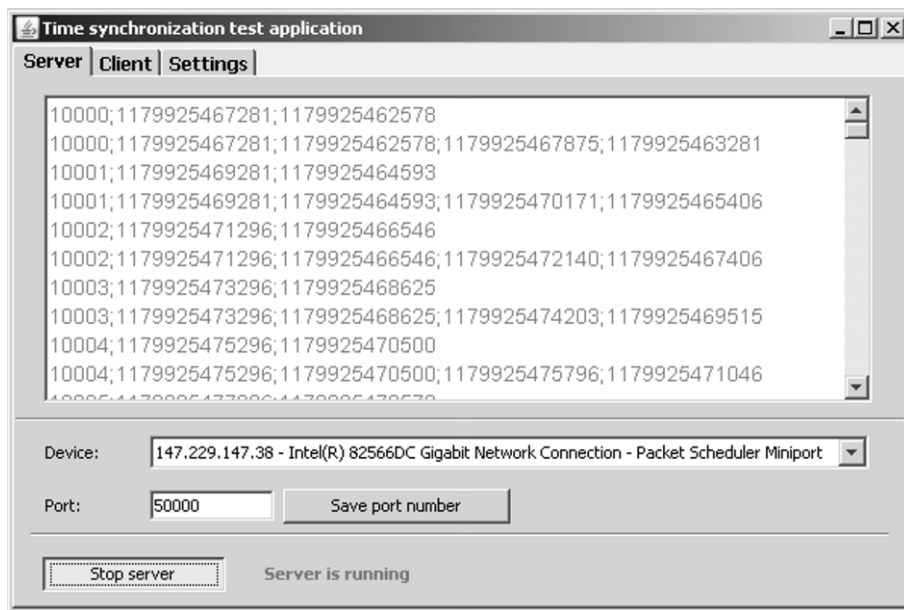 Time synchronization test application
Server Client Settings
10000;1179925467281;1179925462578
10000;1179925467281;1179925462578;1179925467875;1179925463281
10001;1179925469281;1179925464593
10001;1179925469281;1179925464593;1179925470171;1179925465406
10002;1179925471296;1179925466546
10002;1179925471296;1179925466546;1179925472140;1179925467406
10003;1179925473296;1179925468625
10003;1179925473296;1179925468625;1179925474203;1179925469515
10004;1179925475296;1179925470500
10004;1179925475296;1179925470500;1179925475796;1179925471046
Device: 147.229.147.38 - Intel(R) 82566DC Gigabit Network Connection - Packet Scheduler Miniport
Port: 50000 Save port number
Stop server Server is running